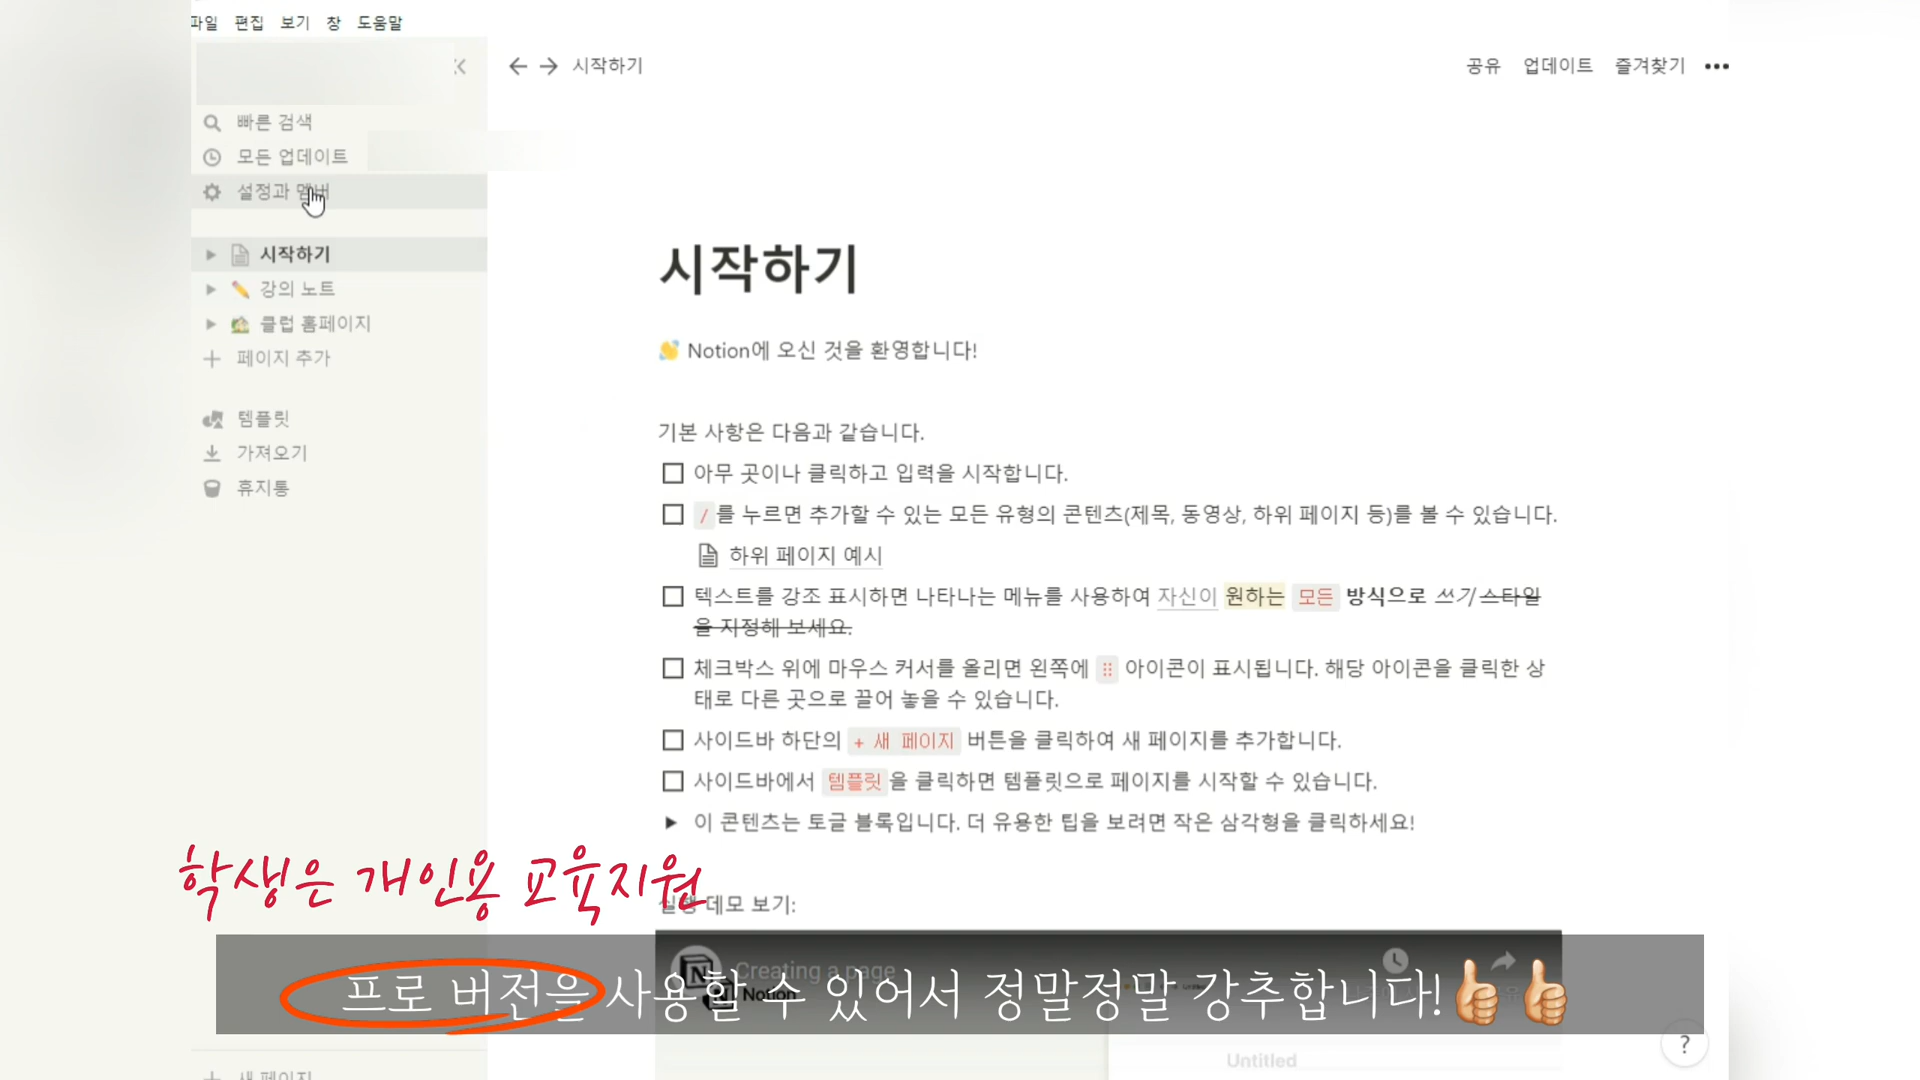 파일 편집 보기 창 도움말
시작하기
공유 업데이트 즐겨찾기
빠른 검색
모든 업데이트
설정과 멤버
시작하기
강의 노트
클럽 홈페이지
페이지 추가
템플릿
가져오기
휴지통
시작하기
👋 Notion에 오신 것을 환영합니다!
기본 사항은 다음과 같습니다.
아무 곳이나 클릭하고 입력을 시작합니다.
/ 를 누르면 추가할 수 있는 모든 유형의 콘텐츠(제목, 동영상, 하위 페이지 등)를 볼 수 있습니다.
하위 페이지 예시
텍스트를 강조 표시하면 나타나는 메뉴를 사용하여 자신이 원하는 모든 방식으로 쓰기 스타일
을 지정해 보세요.
체크박스 위에 마우스 커서를 올리면 왼쪽에 ⠿ 아이콘이 표시됩니다. 해당 아이콘을 클릭한 상
태로 다른 곳으로 끌어 놓을 수 있습니다.
사이드바 하단의 + 새 페이지 버튼을 클릭하여 새 페이지를 추가합니다.
사이드바에서 템플릿 을 클릭하면 템플릿으로 페이지를 시작할 수 있습니다.
이 콘텐츠는 토글 블록입니다. 더 유용한 팁을 보려면 작은 삼각형을 클릭하세요!
학생은 개인용 교육지원
실행 데모 보기:
Creating a page
프로 버전을 사용할 수 있어서 정말정말 강추합니다!👍👍
Notion
?
Untitled
새 페이지